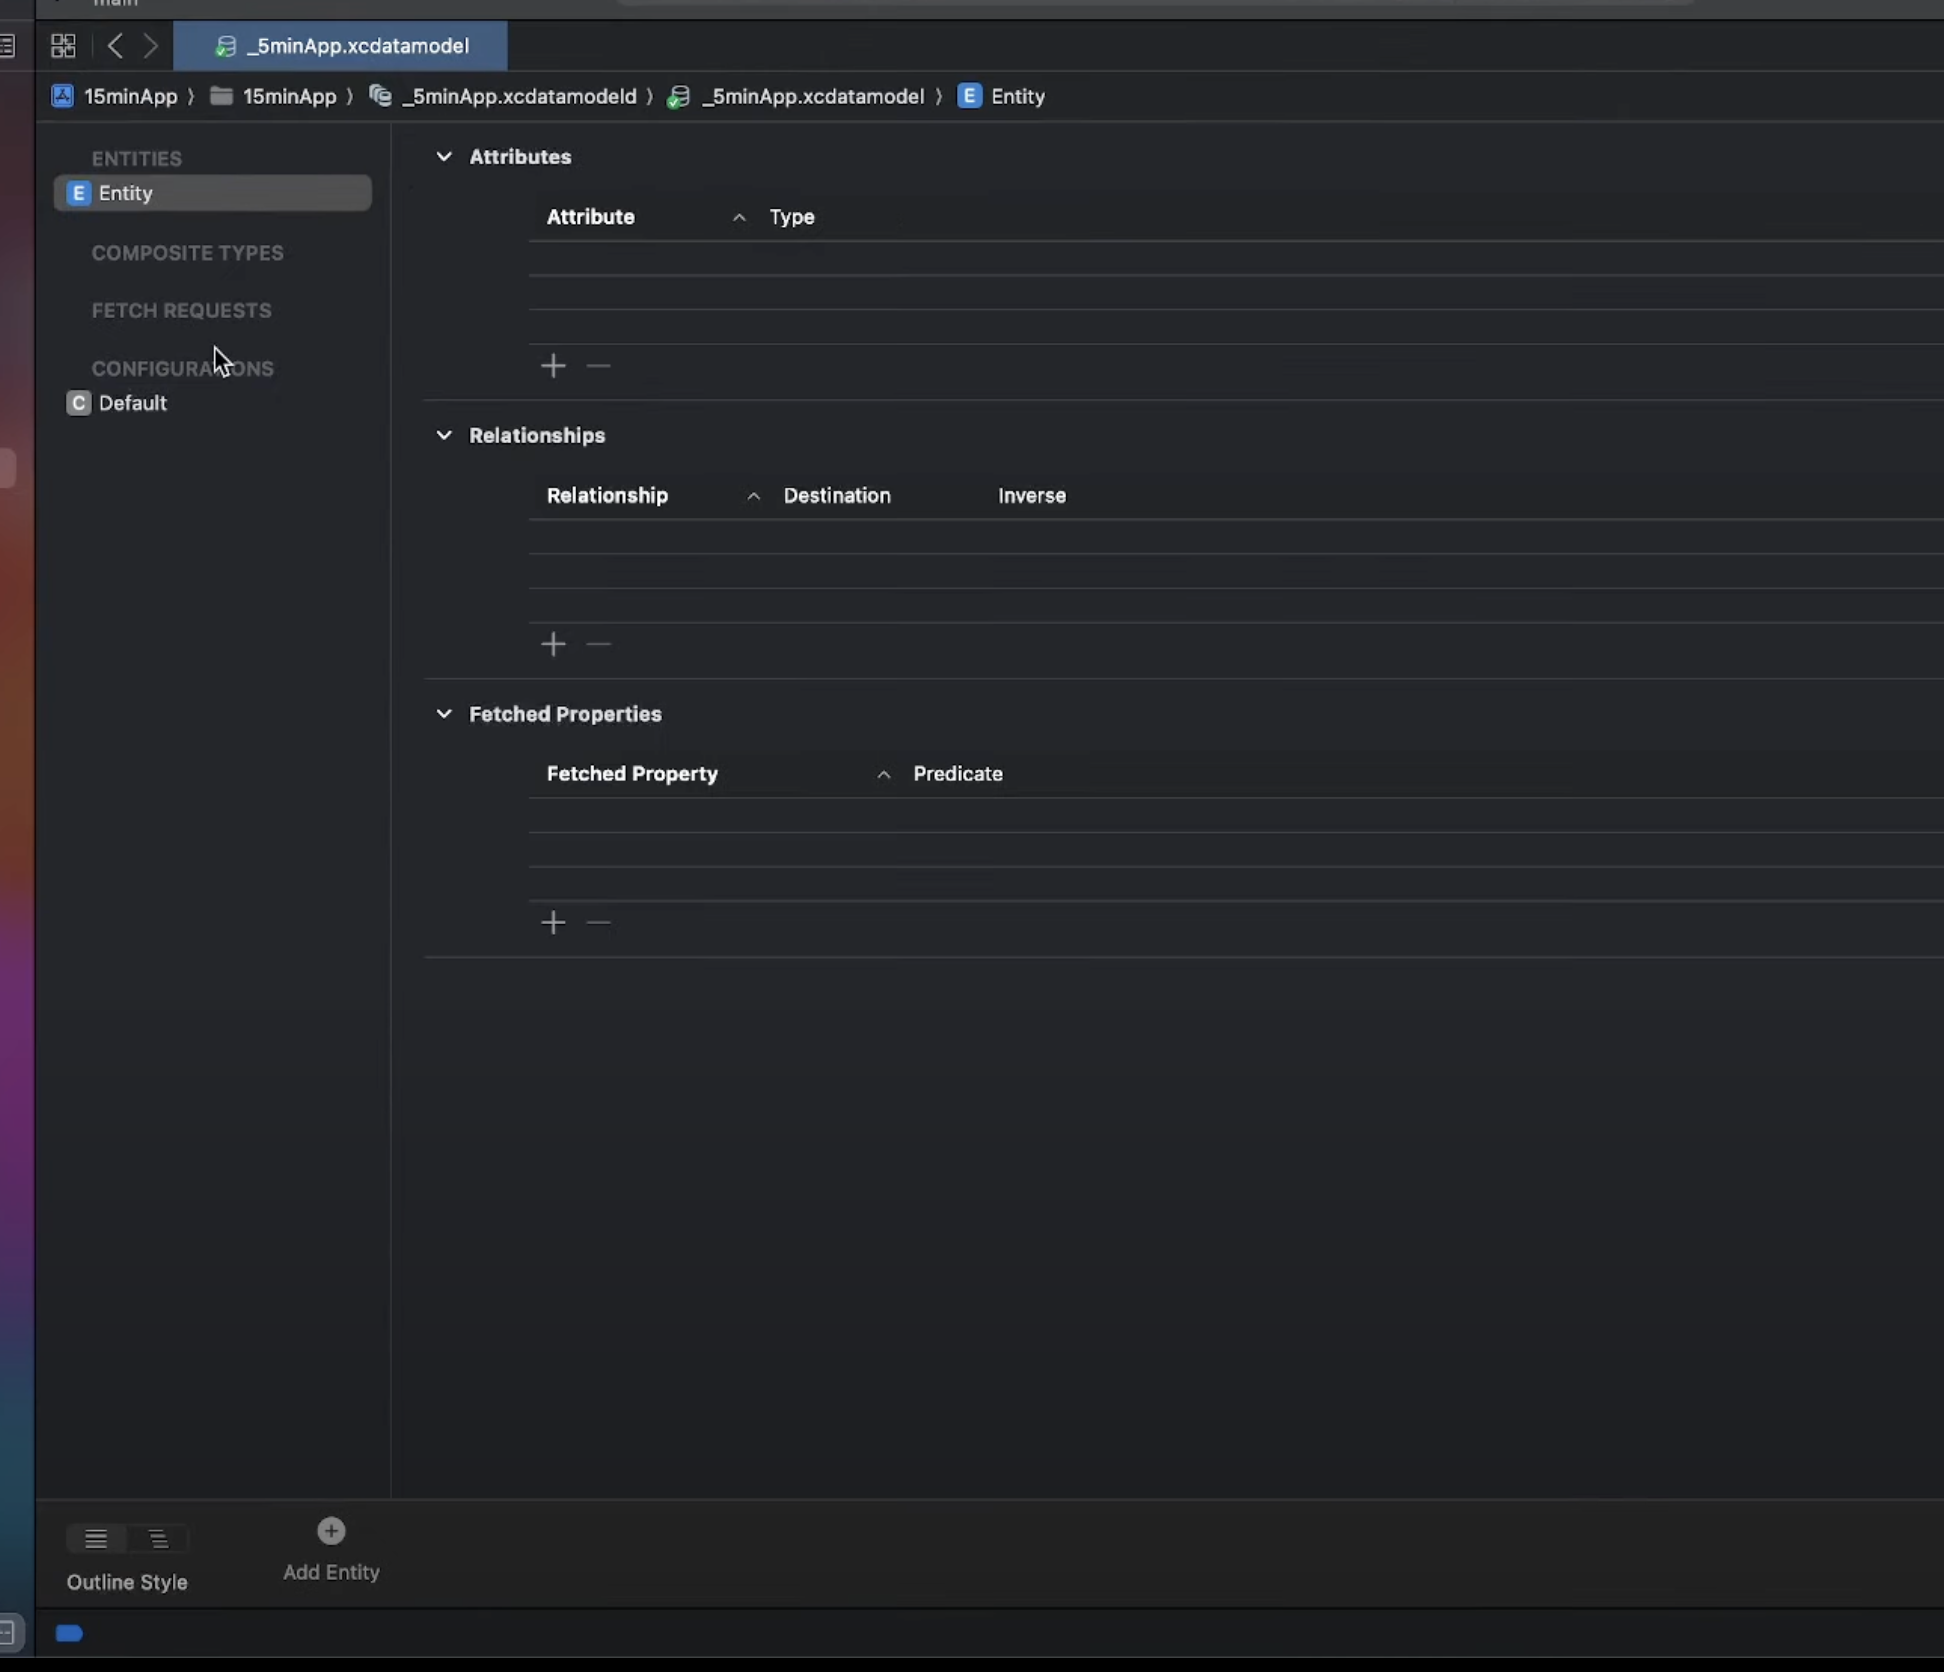 main
_5minApp.xcdatamodel
15minApp 〉 15minApp 〉 _5minApp.xcdatamodeld 〉 _5minApp.xcdatamodel 〉 E Entity
ENTITIES
E Entity
COMPOSITE TYPES
FETCH REQUESTS
CONFIGURATIONS
C Default
Attributes
Attribute Type
Relationships
Relationship Destination Inverse
Fetched Properties
Fetched Property Predicate
Outline Style
Add Entity